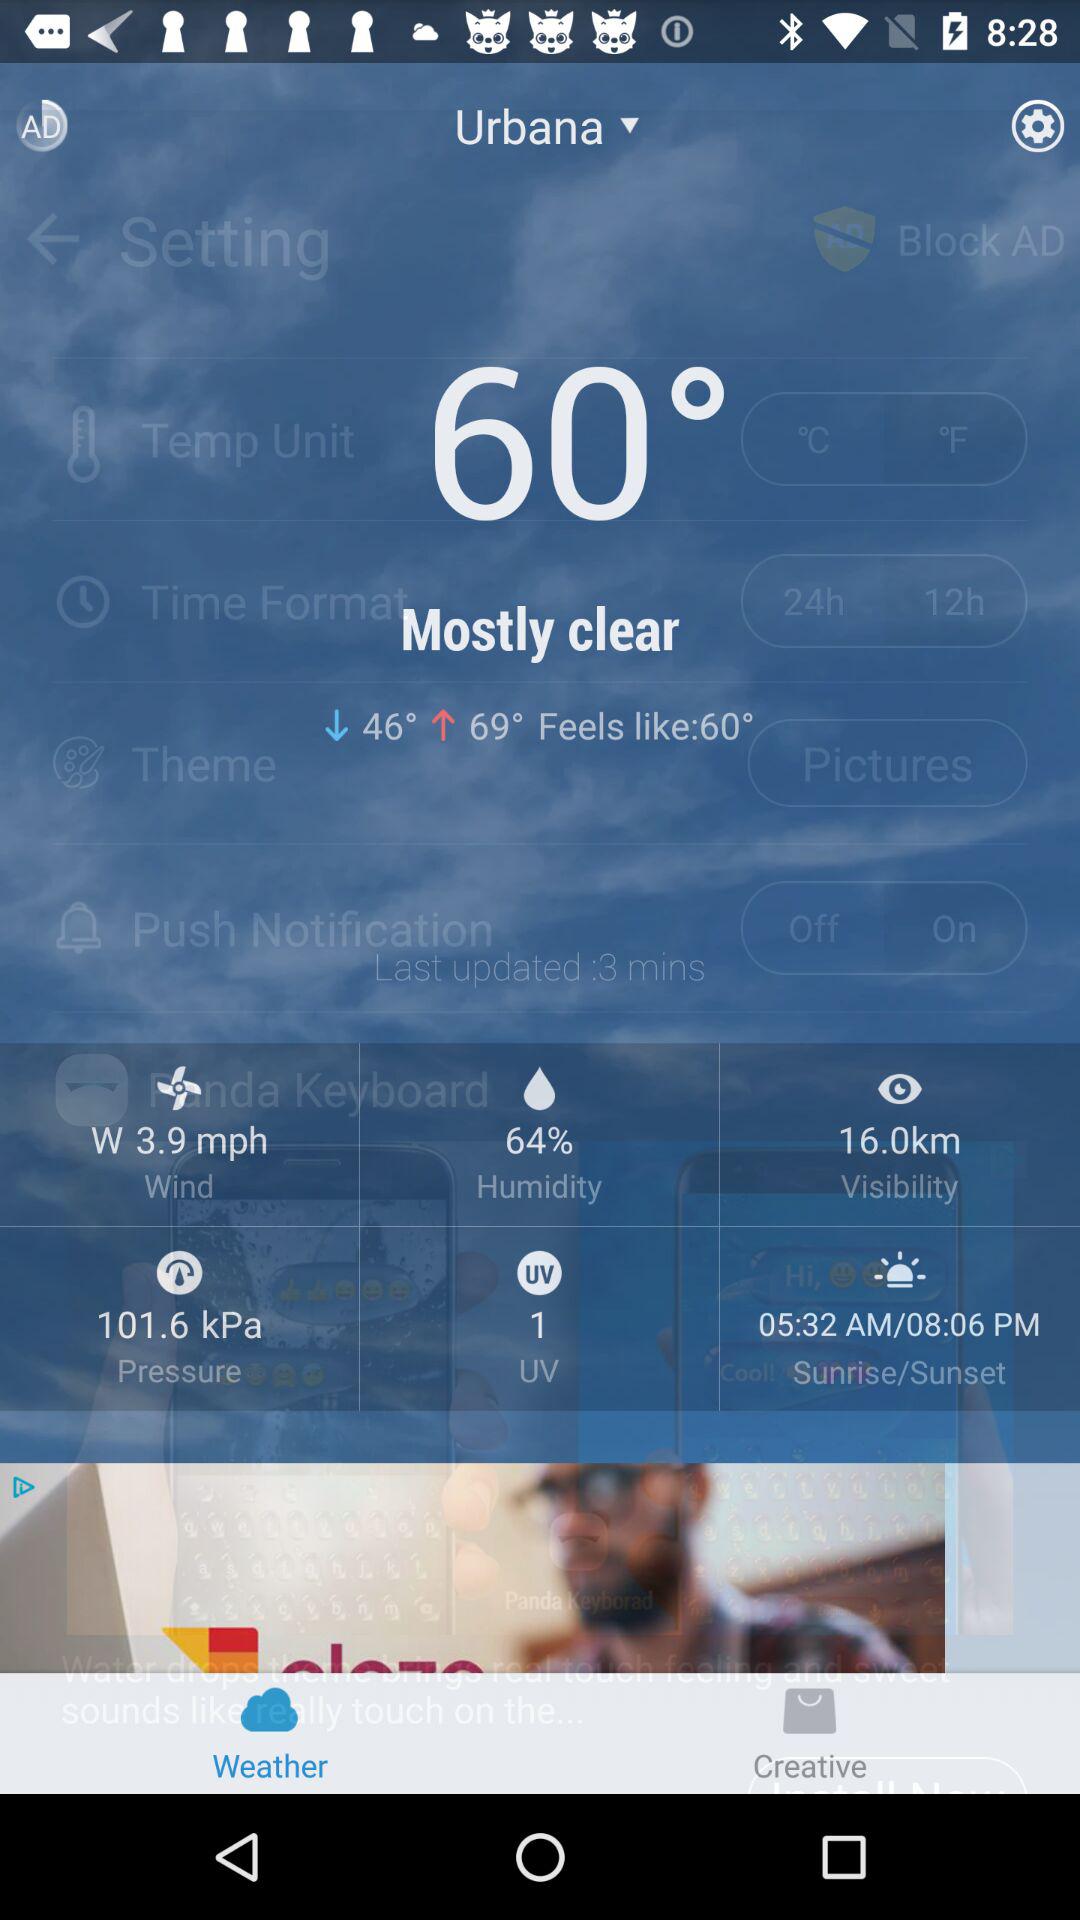 8:28
AD
Urbana
Setting
AD Block AD
60°
Temp Unit °C °F
Time Format 24h 12h
Mostly clear
46° 69° Feels like:60°
Theme Pictures
Push Notification Off On
Last updated :3 mins
Panda Keyboard
W 3.9 mph 64% 16.0km
Wind Humidity Visibility
Hi,
UV
101.6 kPa 1 05:32 AM/08:06 PM
Pressure UV Sunrise/Sunset
Cool!
Panda Keyborad
Water drops theme brings real touch feeling and sweet
sounds like really touch on the...
Weather Creative
Install Now